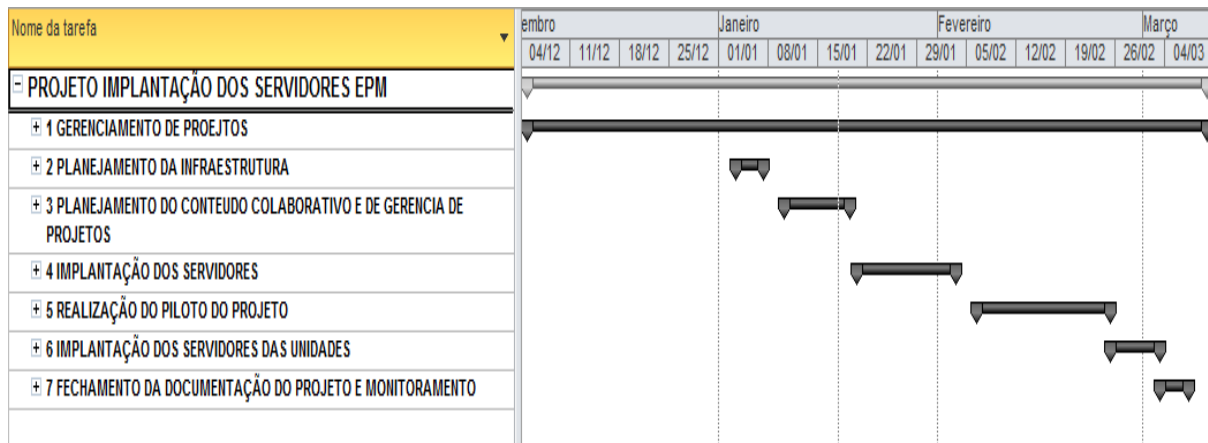 Nome da tarefa
embro Janeiro Fevereiro Março
04/12 11/12 18/12 25/12 01/01 08/01 15/01 22/01 29/01 05/02 12/02 19/02 26/02 04/03
PROJETO IMPLANTAÇÃO DOS SERVIDORES EPM
1 GERENCIAMENTO DE PROEJTOS
2 PLANEJAMENTO DA INFRAESTRUTURA
3 PLANEJAMENTO DO CONTEUDO COLABORATIVO E DE GERENCIA DE
PROJETOS
4 IMPLANTAÇÃO DOS SERVIDORES
5 REALIZAÇÃO DO PILOTO DO PROJETO
6 IMPLANTAÇÃO DOS SERVIDORES DAS UNIDADES
7 FECHAMENTO DA DOCUMENTAÇÃO DO PROJETO E MONITORAMENTO